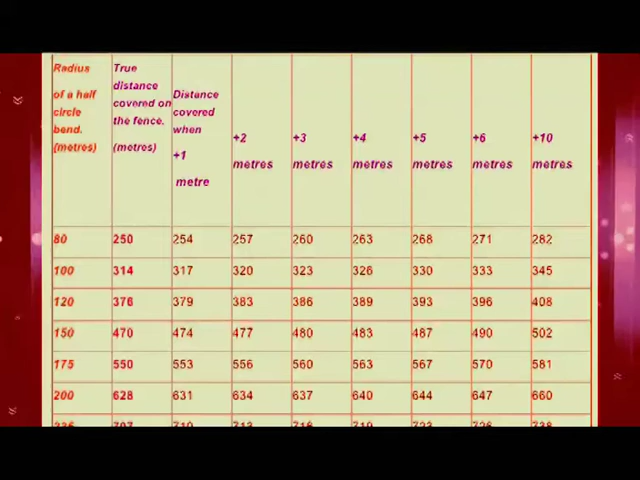 Radius of a half circle bend. (metres) True distance covered on the fence. (metres) Distance covered when +1 metre +2 metres +3 metres +4 metres +5 metres +6 metres +10 metres
80 250 254 257 260 263 268 271 282
100 314 317 320 323 326 330 333 345
120 376 379 383 386 389 393 396 408
150 470 474 477 480 483 487 490 502
175 550 553 556 560 563 567 570 581
200 628 631 634 637 640 644 647 660